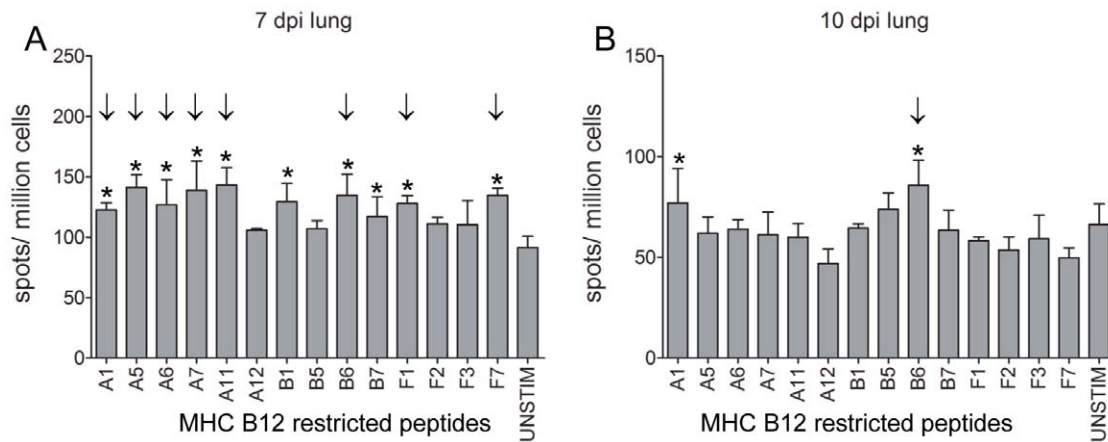 A
7 dpi lung
spots/ million cells
250
200
150
100
50
0
* * * * * * * * * *
A1 A5 A6 A7 A11 A12 B1 B5 B6 B7 F1 F2 F3 F7 UNSTIM
MHC B12 restricted peptides
B
10 dpi lung
spots/ million cells
150
100
50
0
* *
A1 A5 A6 A7 A11 A12 B1 B5 B6 B7 F1 F2 F3 F7 UNSTIM
MHC B12 restricted peptides